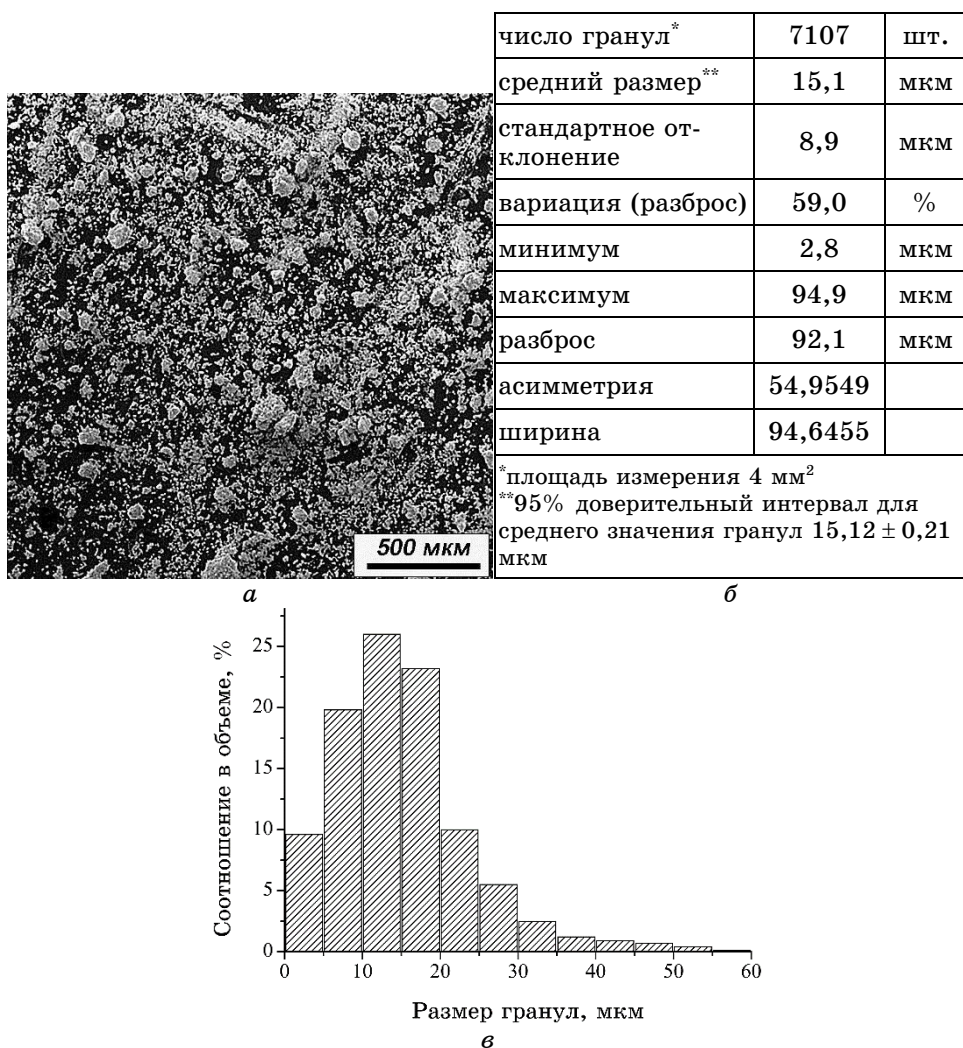 число гранул* 7107 шт.
средний размер** 15,1 мкм
стандартное от-
клонение 8,9 мкм
вариация (разброс) 59,0 %
минимум 2,8 мкм
максимум 94,9 мкм
разброс 92,1 мкм
асимметрия 54,9549
ширина 94,6455
*площадь измерения 4 мм²
**95% доверительный интервал для
среднего значения гранул 15,12 ± 0,21
мкм
500 мкм
а
б
Соотношение в объеме, %
25
20
15
10
5
0
0 10 20 30 40 50 60
Размер гранул, мкм
в